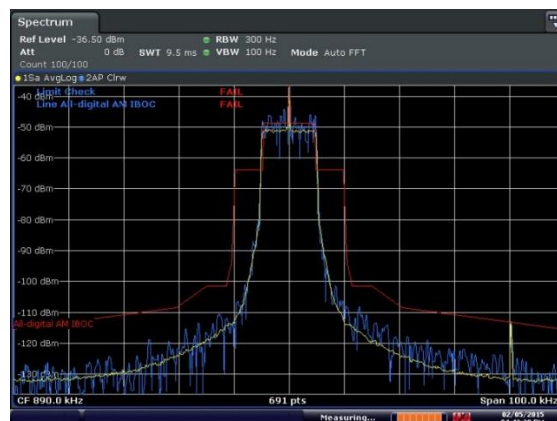 Spectrum
Ref Level -36.50 dBm RBW 300 Hz
Att 0 dB SWT 9.5 ms VBW 100 Hz Mode Auto FFT
Count 100/100
1Sa AvgLog 2AP Clrw
Limit Check FAIL
-40 dBm
Line All-digital AM IBOC FAIL
-50 dBm
-60 dBm
-70 dBm
-80 dBm
-90 dBm
-100 dBm
-110 dBm
All-digital AM IBOC
-120 dBm
-130 dBm
CF 890.0 kHz 691 pts Span 100.0 kHz
Measuring... 02/05/2015